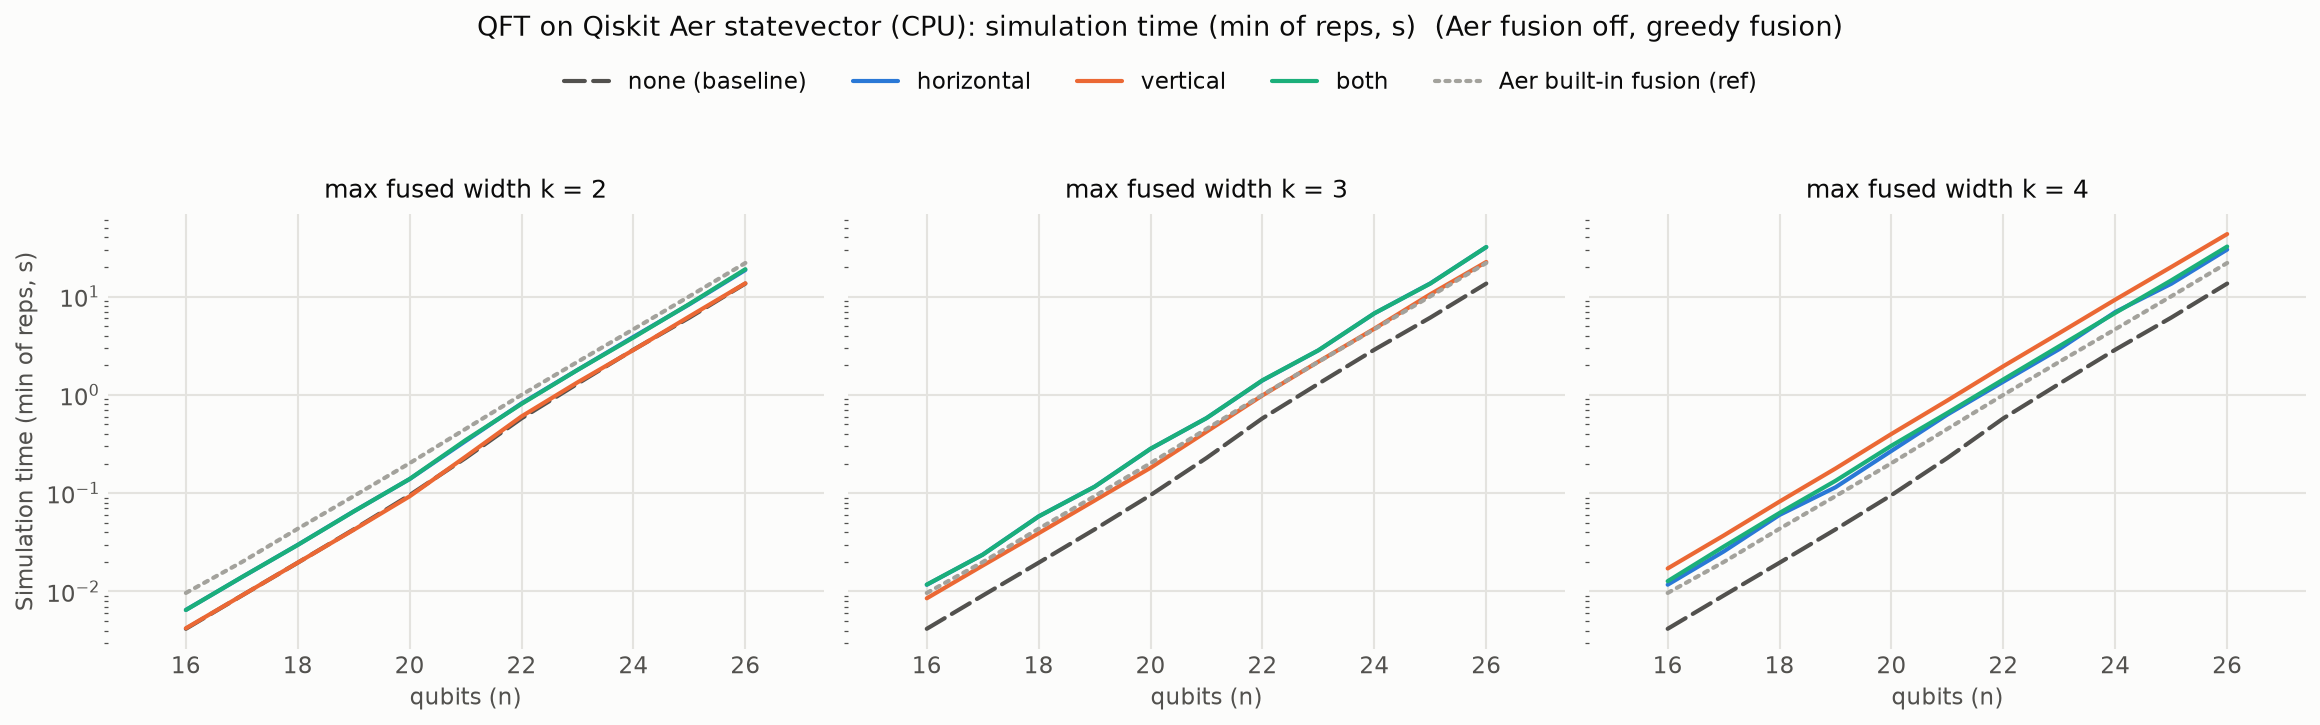 QFT on Qiskit Aer statevector (CPU): simulation time (min of reps, s)  (Aer fusion off, greedy fusion)
none (baseline)  horizontal  vertical  both  Aer built-in fusion (ref)
max fused width k = 2
max fused width k = 3
max fused width k = 4
Simulation time (min of reps, s)
10¹
10⁰
10⁻¹
10⁻²
16 18 20 22 24 26
16 18 20 22 24 26
16 18 20 22 24 26
qubits (n)
qubits (n)
qubits (n)